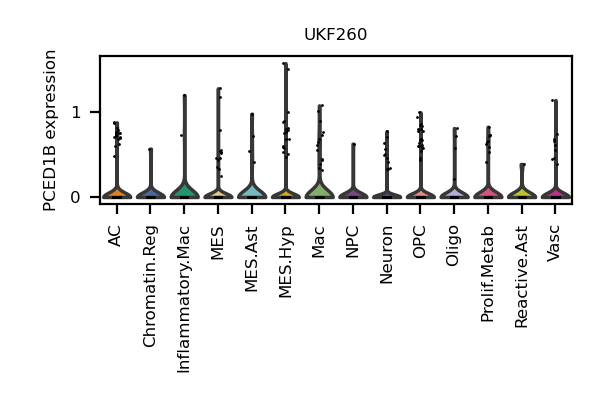 UKF260
PCED1B expression
1
0
AC
Chromatin.Reg
Inflammatory.Mac
MES
MES.Ast
MES.Hyp
Mac
NPC
Neuron
OPC
Oligo
Prolif.Metab
Reactive.Ast
Vasc